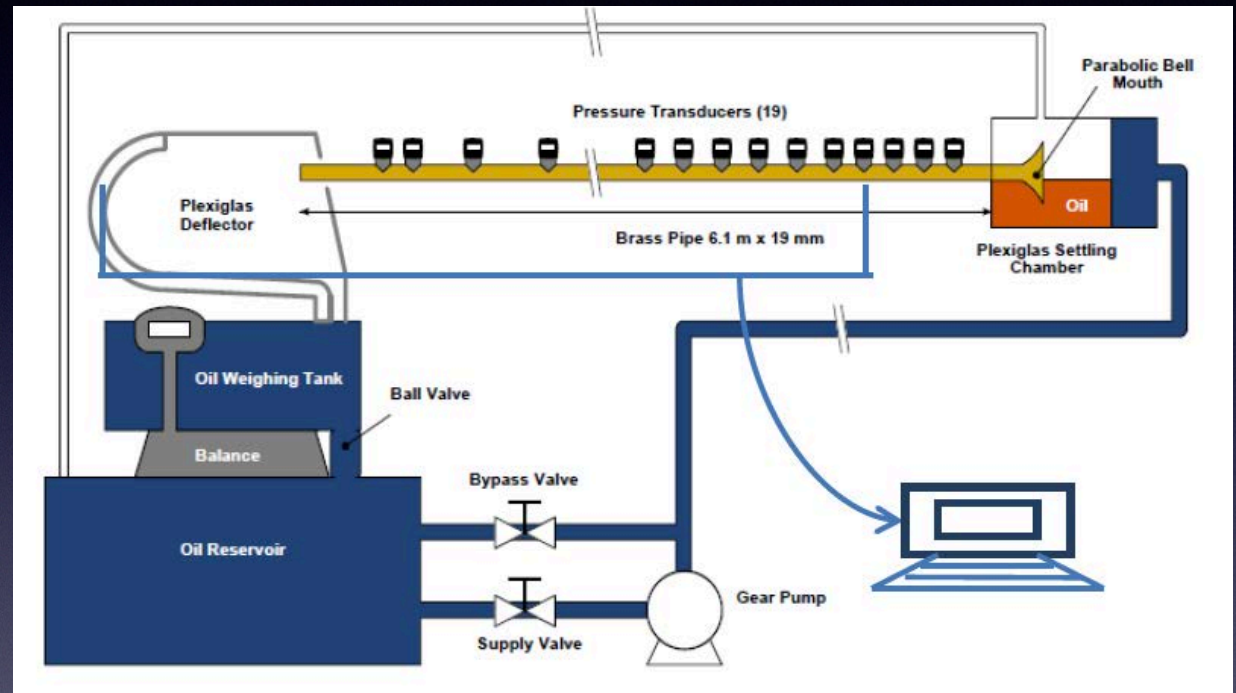 Parabolic Bell
Mouth
Pressure Transducers (19)
Plexiglas
Deflector
Oil
Brass Pipe 6.1 m x 19 mm
Plexiglas Settling
Chamber
Oil Weighing Tank
Ball Valve
Balance
Bypass Valve
Oil Reservoir
Gear Pump
Supply Valve